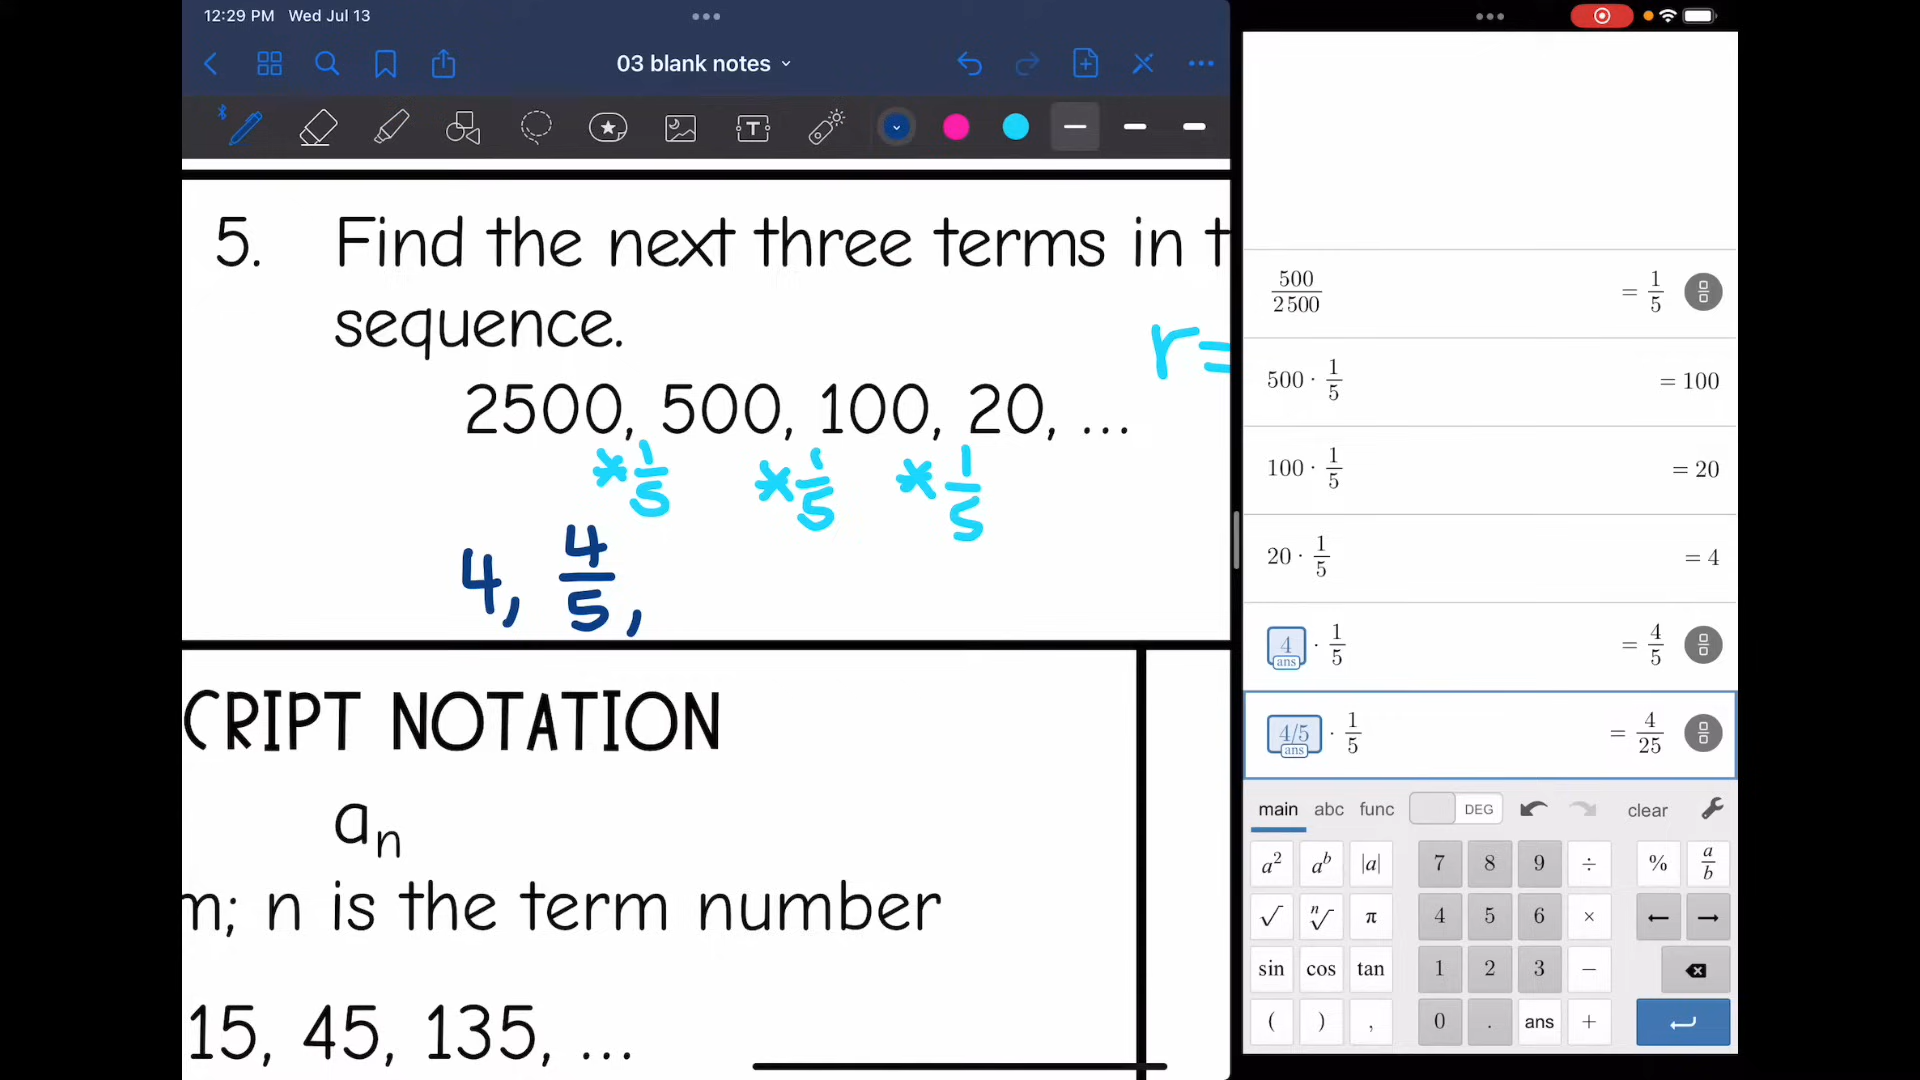 12:29 PM Wed Jul 13
03 blank notes
T
5. Find the next three terms in t
sequence.
r=
2500, 500, 100, 20, ...
*1/5 *1/5 *1/5
4, 4/5,
CRIPT NOTATION
aₙ
m; n is the term number
15, 45, 135, ...
500/2500 = 1/5
500 · 1/5 = 100
100 · 1/5 = 20
20 · 1/5 = 4
4 ans · 1/5 = 4/5
4/5 ans · 1/5 = 4/25
main abc func DEG clear
a² aᵇ |a| 7 8 9 ÷ % a/b
√ ⁿ√ π 4 5 6 × ← →
sin cos tan 1 2 3 −
( ) , 0 . ans +